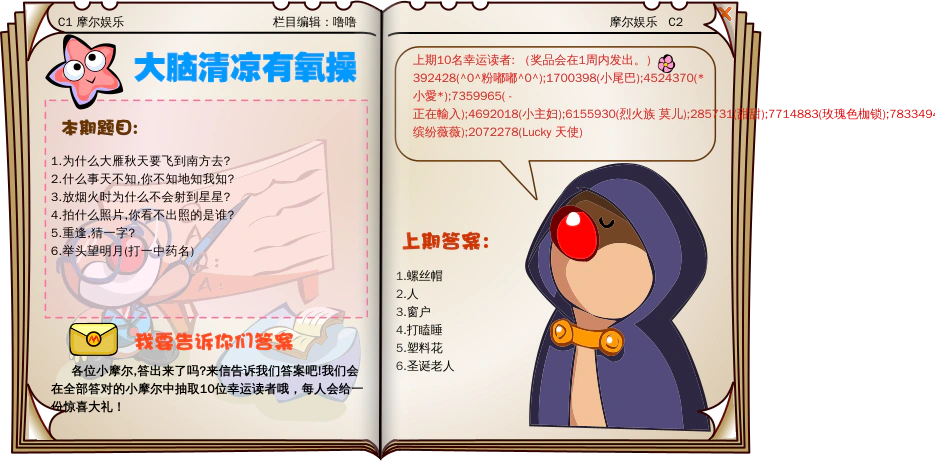 C1 摩尔娱乐
栏目编辑：噜噜
大脑清凉有氧操
本期题目:
1.为什么大雁秋天要飞到南方去?
2.什么事天不知,你不知地知我知?
3.放烟火时为什么不会射到星星?
4.拍什么照片,你看不出照的是谁?
5.重逢,猜一字?
6.举头望明月(打一中药名)
A:
A:
我要告诉你们答案
各位小摩尔,答出来了吗?来信告诉我们答案吧!我们会
在全部答对的小摩尔中抽取10位幸运读者哦，每人会给一
份惊喜大礼！
摩尔娱乐 C2
上期10名幸运读者: （奖品会在1周内发出。）
392428(^0^粉嘟嘟^0^);1700398(小尾巴);4524370(*
小愛*);7359965( -
正在輸入);4692018(小主妇);6155930(烈火族 莫儿);285731(甜甜);7714883(玫瑰色枷锁);783349
缤纷薇薇);2072278(Lucky 天使)
上期答案:
1.螺丝帽
2.人
3.窗户
4.打瞌睡
5.塑料花
6.圣诞老人